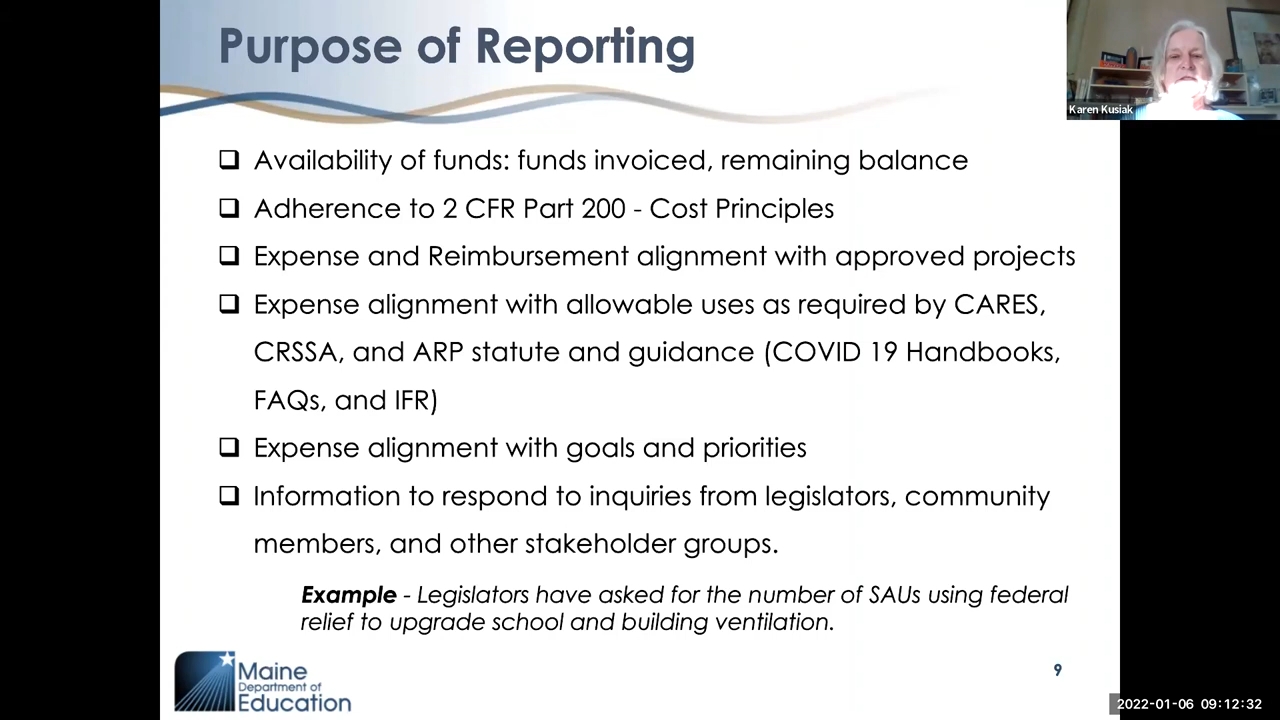 Purpose of Reporting
Karen Kusiak
❑ Availability of funds: funds invoiced, remaining balance
❑ Adherence to 2 CFR Part 200 - Cost Principles
❑ Expense and Reimbursement alignment with approved projects
❑ Expense alignment with allowable uses as required by CARES,
CRSSA, and ARP statute and guidance (COVID 19 Handbooks,
FAQs, and IFR)
❑ Expense alignment with goals and priorities
❑ Information to respond to inquiries from legislators, community
members, and other stakeholder groups.
Example - Legislators have asked for the number of SAUs using federal
relief to upgrade school and building ventilation.
Maine
Department of
Education
9
2022-01-06 09:12:32